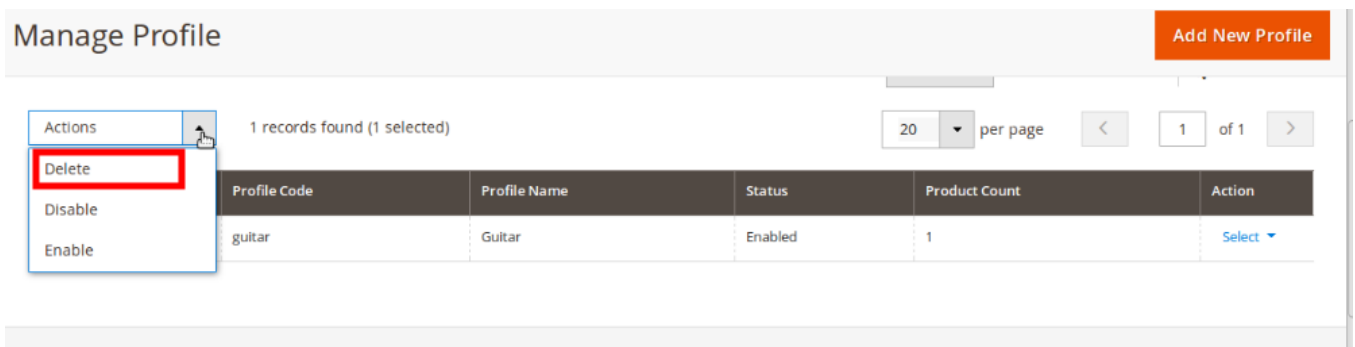 Manage Profile
Add New Profile
Actions
1 records found (1 selected)
20
per page
1
of 1
Delete
Disable
Enable
Profile Code
Profile Name
Status
Product Count
Action
guitar
Guitar
Enabled
1
Select